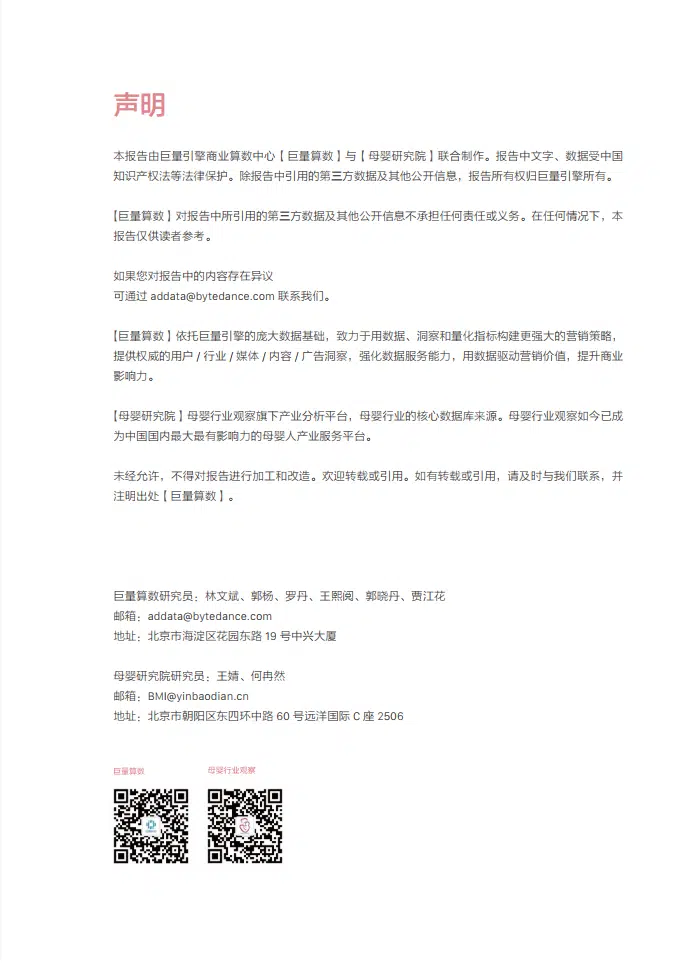 声明
本报告由巨量引擎商业算数中心【巨量算数】与【母婴研究院】联合制作。报告中文字、数据受中国
知识产权法等法律保护。除报告中引用的第三方数据及其他公开信息，报告所有权归巨量引擎所有。
【巨量算数】对报告中所引用的第三方数据及其他公开信息不承担任何责任或义务。在任何情况下，本
报告仅供读者参考。
如果您对报告中的内容存在异议
可通过 addata@bytedance.com 联系我们。
【巨量算数】依托巨量引擎的庞大数据基础，致力于用数据、洞察和量化指标构建更强大的营销策略，
提供权威的用户 / 行业 / 媒体 / 内容 / 广告洞察，强化数据服务能力，用数据驱动营销价值，提升商业
影响力。
【母婴研究院】母婴行业观察旗下产业分析平台，母婴行业的核心数据库来源。母婴行业观察如今已成
为中国国内最大最有影响力的母婴人产业服务平台。
未经允许，不得对报告进行加工和改造。欢迎转载或引用。如有转载或引用，请及时与我们联系，并
注明出处【巨量算数】。
巨量算数研究员：林文斌、郭杨、罗丹、王熙阅、郭晓丹、贾江花
邮箱：addata@bytedance.com
地址：北京市海淀区花园东路 19 号中兴大厦
母婴研究院研究员：王婧、何冉然
邮箱：BMI@yinbaodian.cn
地址：北京市朝阳区东四环中路 60 号远洋国际 C 座 2506
巨量算数
母婴行业观察